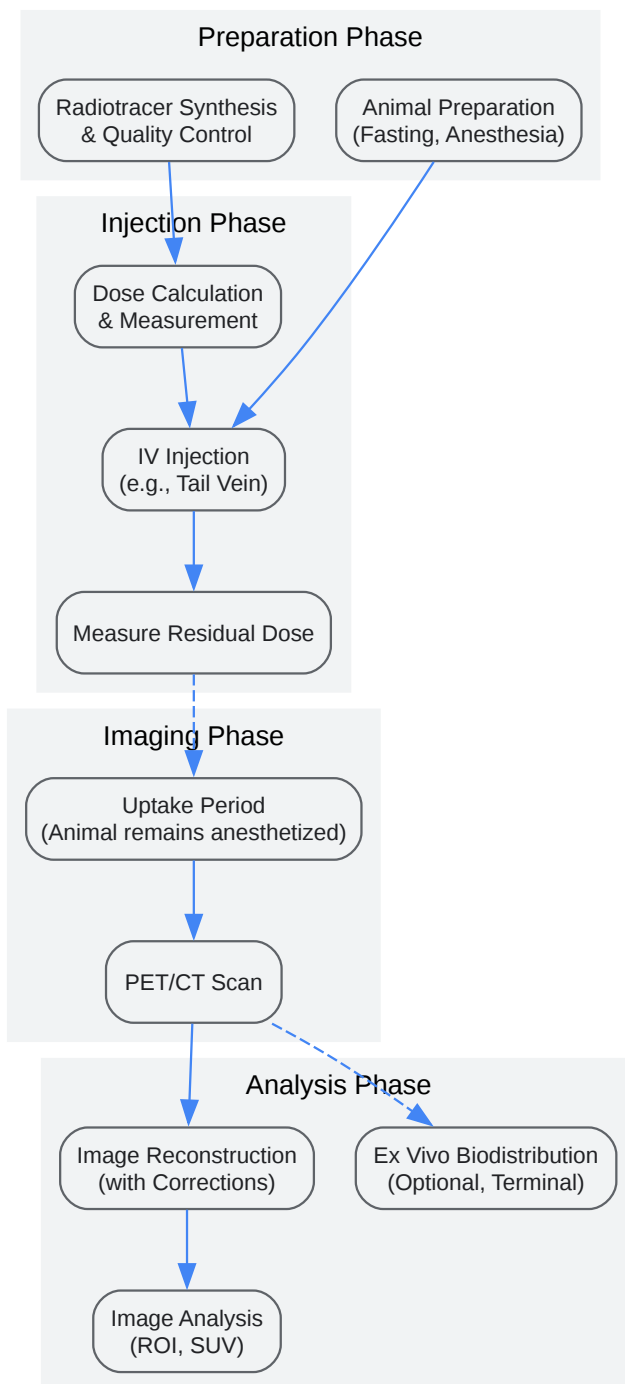 Preparation Phase
Radiotracer Synthesis
& Quality Control
Animal Preparation
(Fasting, Anesthesia)
Injection Phase
Dose Calculation
& Measurement
IV Injection
(e.g., Tail Vein)
Measure Residual Dose
Imaging Phase
Uptake Period
(Animal remains anesthetized)
PET/CT Scan
Analysis Phase
Image Reconstruction
(with Corrections)
Ex Vivo Biodistribution
(Optional, Terminal)
Image Analysis
(ROI, SUV)